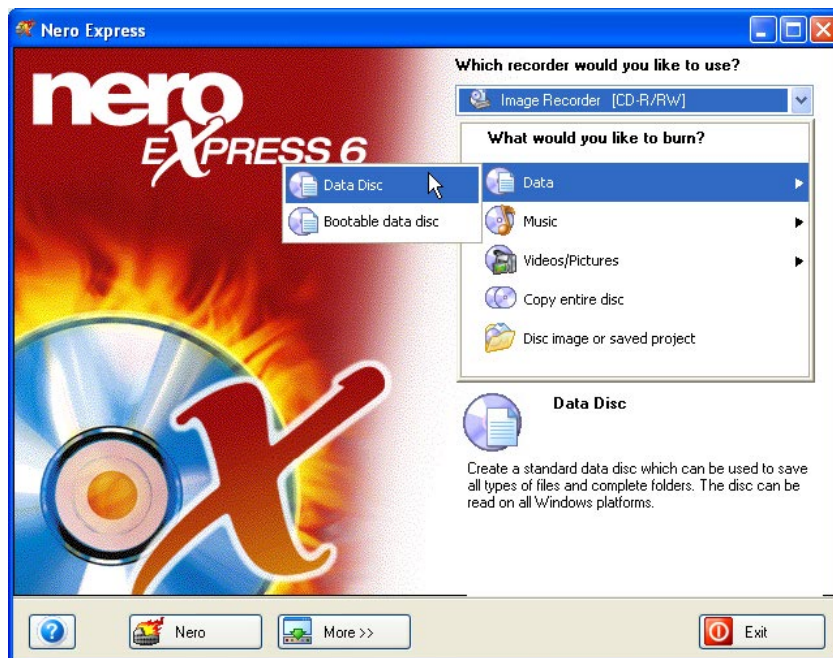 Nero Express
nero
EXPRESS 6
Which recorder would you like to use?
Image Recorder [CD-R/RW]
What would you like to burn?
Data
Data Disc
Bootable data disc
Music
Videos/Pictures
Copy entire disc
Disc image or saved project
Data Disc
Create a standard data disc which can be used to save
all types of files and complete folders. The disc can be
read on all Windows platforms.
?
Nero
More >>
Exit